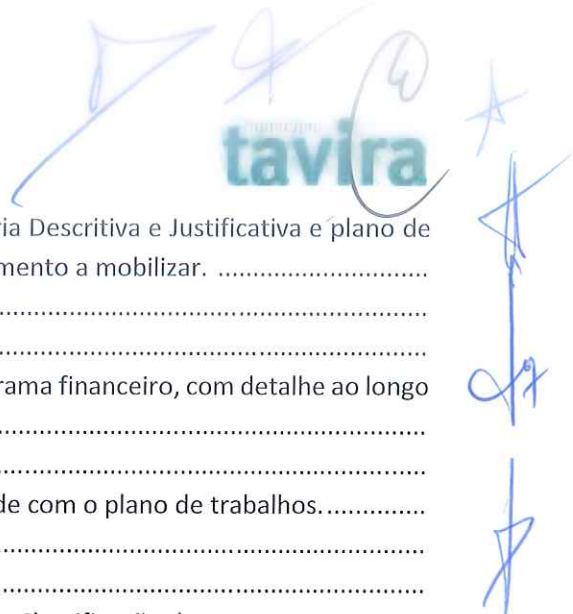 município
tavira
ria Descritiva e Justificativa e plano de
mento a mobilizar. ..............................
..............................................................................
..............................................................................
rama financeiro, com detalhe ao longo
..............................................................................
..............................................................................
de com o plano de trabalhos...............
..............................................................................
..............................................................................